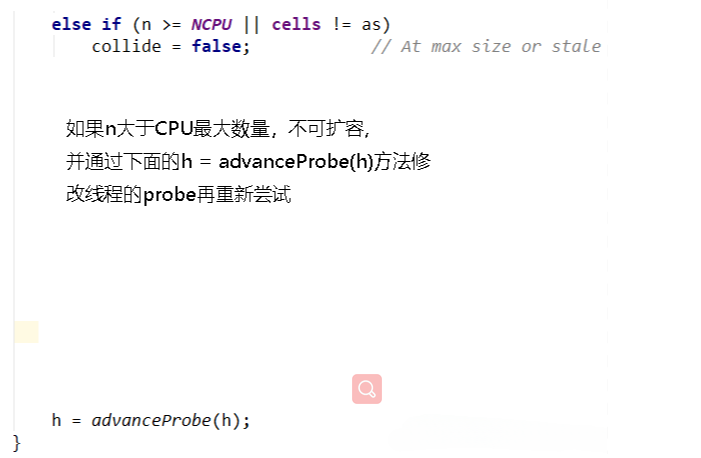 else if (n >= NCPU || cells != as)
collide = false; // At max size or stale
如果n大于CPU最大数量，不可扩容，
并通过下面的h = advanceProbe(h)方法修
改线程的probe再重新尝试
h = advanceProbe(h);
}